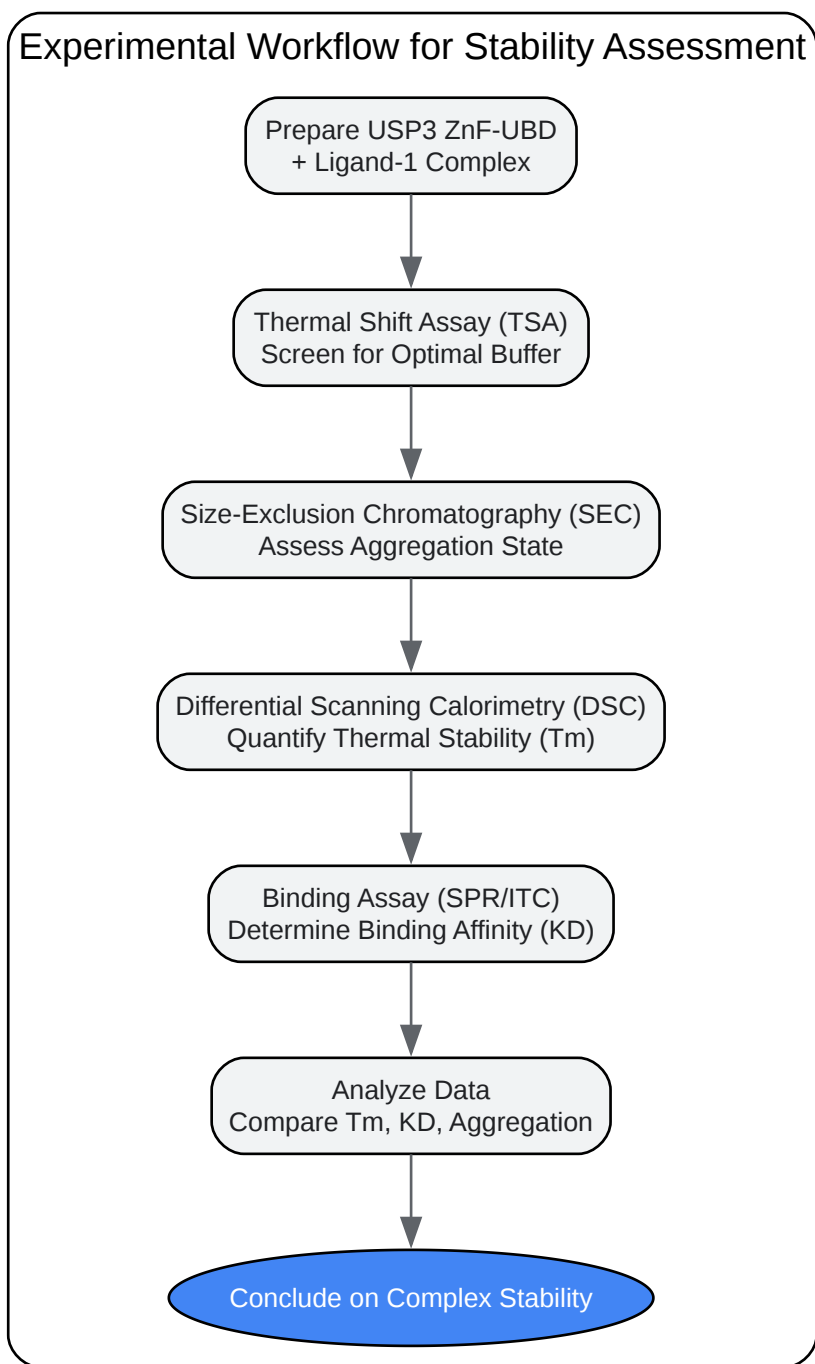 Experimental Workflow for Stability Assessment
Prepare USP3 ZnF-UBD
+ Ligand-1 Complex
Thermal Shift Assay (TSA)
Screen for Optimal Buffer
Size-Exclusion Chromatography (SEC)
Assess Aggregation State
Differential Scanning Calorimetry (DSC)
Quantify Thermal Stability (Tm)
Binding Assay (SPR/ITC)
Determine Binding Affinity (KD)
Analyze Data
Compare Tm, KD, Aggregation
Conclude on Complex Stability